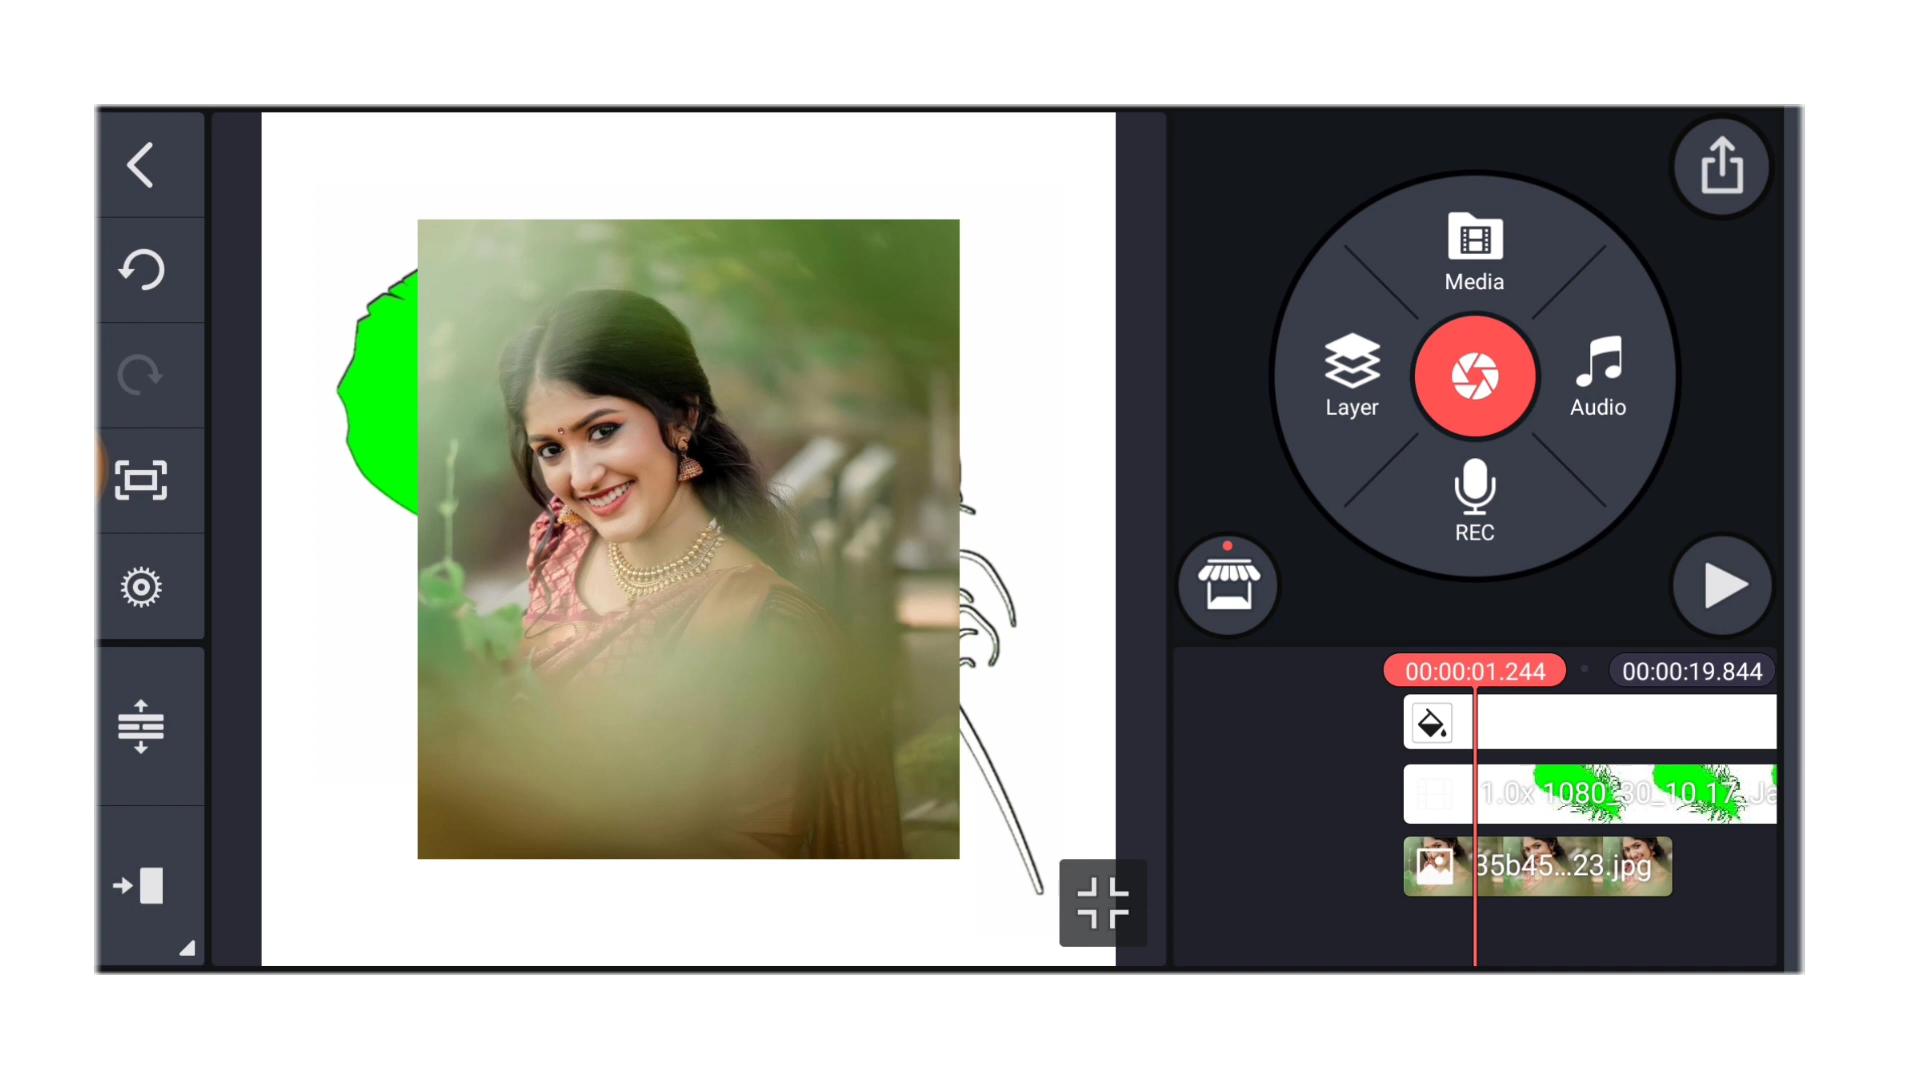 Media
Layer
Audio
REC
00:00:01.244
00:00:19.844
1.0x 1080_30_10.17_Ja
35b45...23.jpg